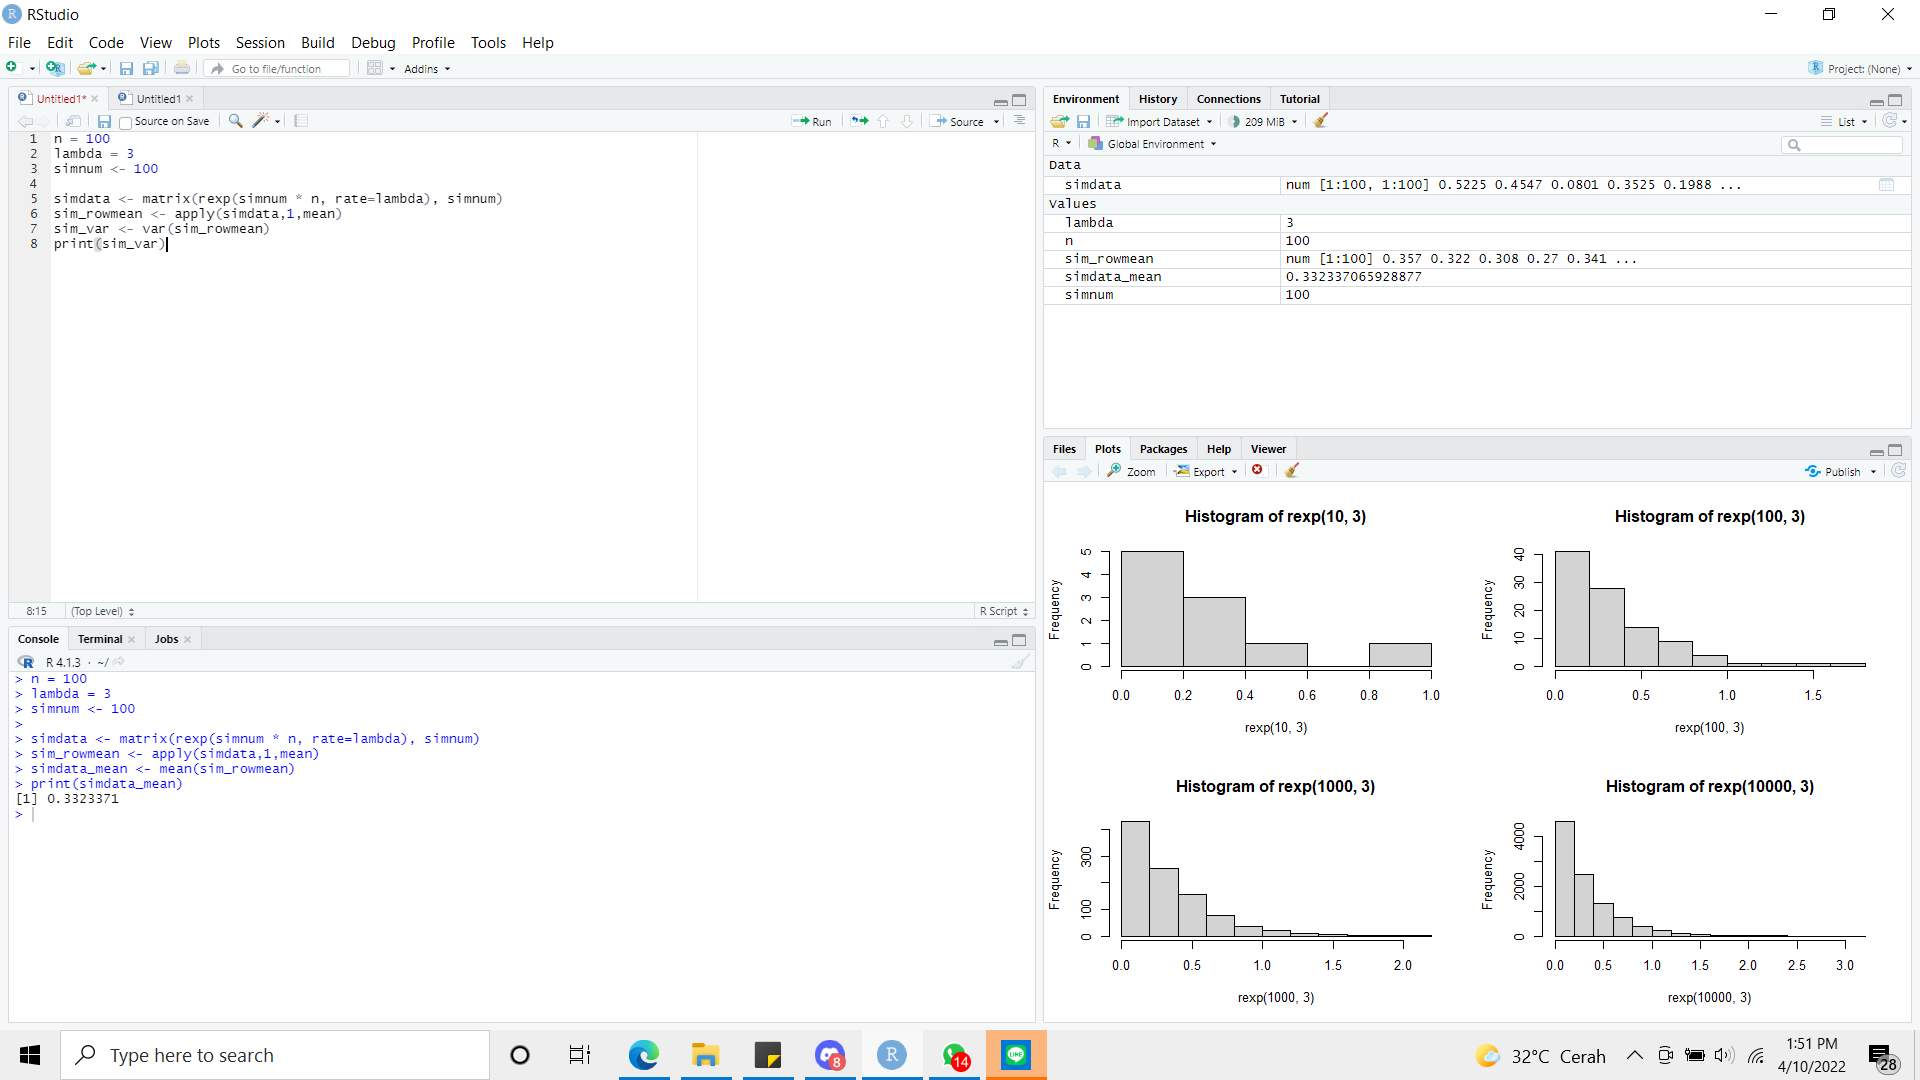 RStudio
File Edit Code View Plots Session Build Debug Profile Tools Help
Go to file/function Addins Project: (None)
Untitled1* Untitled1
Source on Save Run Source
1 n = 100
2 lambda = 3
3 simnum <- 100
4
5 simdata <- matrix(rexp(simnum * n, rate=lambda), simnum)
6 sim_rowmean <- apply(simdata,1,mean)
7 sim_var <- var(sim_rowmean)
8 print(sim_var)
8:15 (Top Level) R Script
Console Terminal Jobs
R 4.1.3 · ~/
> n = 100
> lambda = 3
> simnum <- 100
>
> simdata <- matrix(rexp(simnum * n, rate=lambda), simnum)
> sim_rowmean <- apply(simdata,1,mean)
> simdata_mean <- mean(sim_rowmean)
> print(simdata_mean)
[1] 0.3323371
>
Environment History Connections Tutorial
Import Dataset 209 MiB List
R Global Environment
Data
simdata num [1:100, 1:100] 0.5225 0.4547 0.0801 0.3525 0.1988 ...
Values
lambda 3
n 100
sim_rowmean num [1:100] 0.357 0.322 0.308 0.27 0.341 ...
simdata_mean 0.332337065928877
simnum 100
Files Plots Packages Help Viewer
Zoom Export Publish
Histogram of rexp(10, 3)
Frequency
0 1 2 3 4 5
0.0 0.2 0.4 0.6 0.8 1.0
rexp(10, 3)
Histogram of rexp(100, 3)
Frequency
0 10 20 30 40
0.0 0.5 1.0 1.5
rexp(100, 3)
Histogram of rexp(1000, 3)
Frequency
0 100 300
0.0 0.5 1.0 1.5 2.0
rexp(1000, 3)
Histogram of rexp(10000, 3)
Frequency
0 2000 4000
0.0 0.5 1.0 1.5 2.0 2.5 3.0
rexp(10000, 3)
Type here to search
8
R
14
LINE
32°C Cerah
1:51 PM
4/10/2022
28